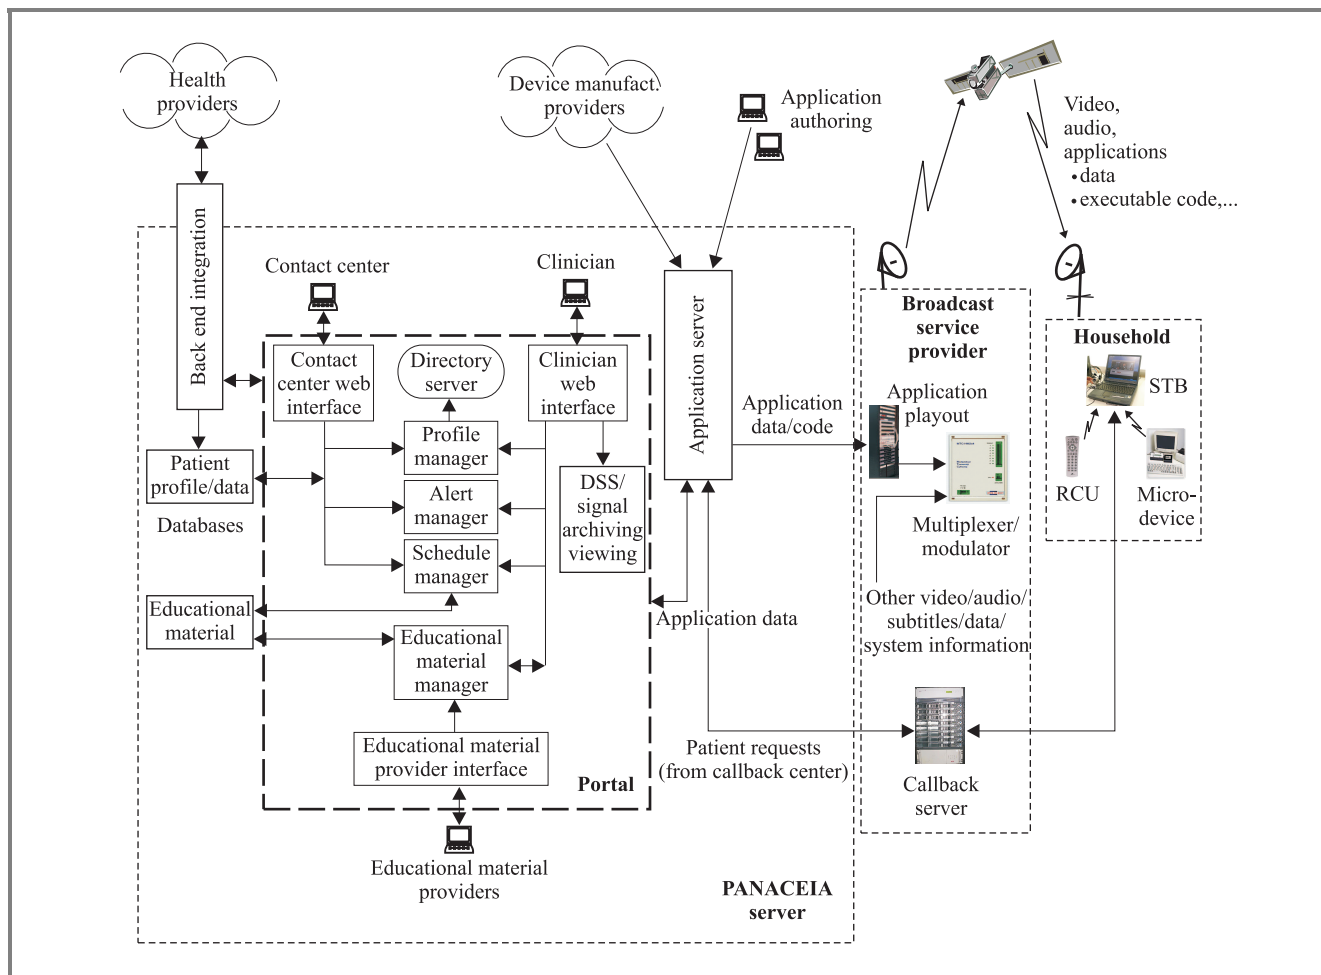 Health
providers
Device manufact.
providers
Application
authoring
Video,
audio,
applications
• data
• executable code,...
Back end integration
Contact center
Clinician
Application server
Contact
center web
interface
Directory
server
Clinician
web
interface
Profile
manager
Alert
manager
Schedule
manager
DSS/
signal
archiving
viewing
Patient
profile/data
Databases
Educational
material
Educational
material
manager
Educational material
provider interface
Portal
Educational material
providers
PANACEIA
server
Application
data/code
Application data
Patient requests
(from callback center)
Broadcast
service
provider
Application
playout
Multiplexer/
modulator
Other video/audio/
subtitles/data/
system information
Callback
server
Household
STB
RCU
Micro-
device